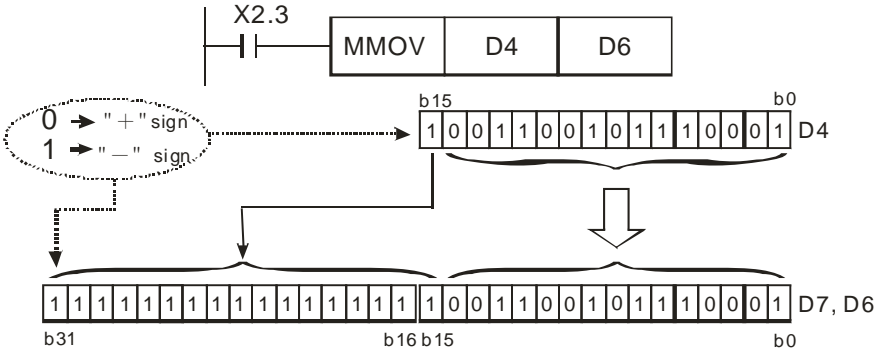 X2.3
MMOV D4 D6
b15 b0
0 → "+" sign
1 → "−" sign
1 0 0 1 1 0 0 1 0 1 1 1 0 0 0 1 D4
1 1 1 1 1 1 1 1 1 1 1 1 1 1 1 1 1 0 0 1 1 0 0 1 0 1 1 1 0 0 0 1 D7, D6
b31 b16 b15 b0